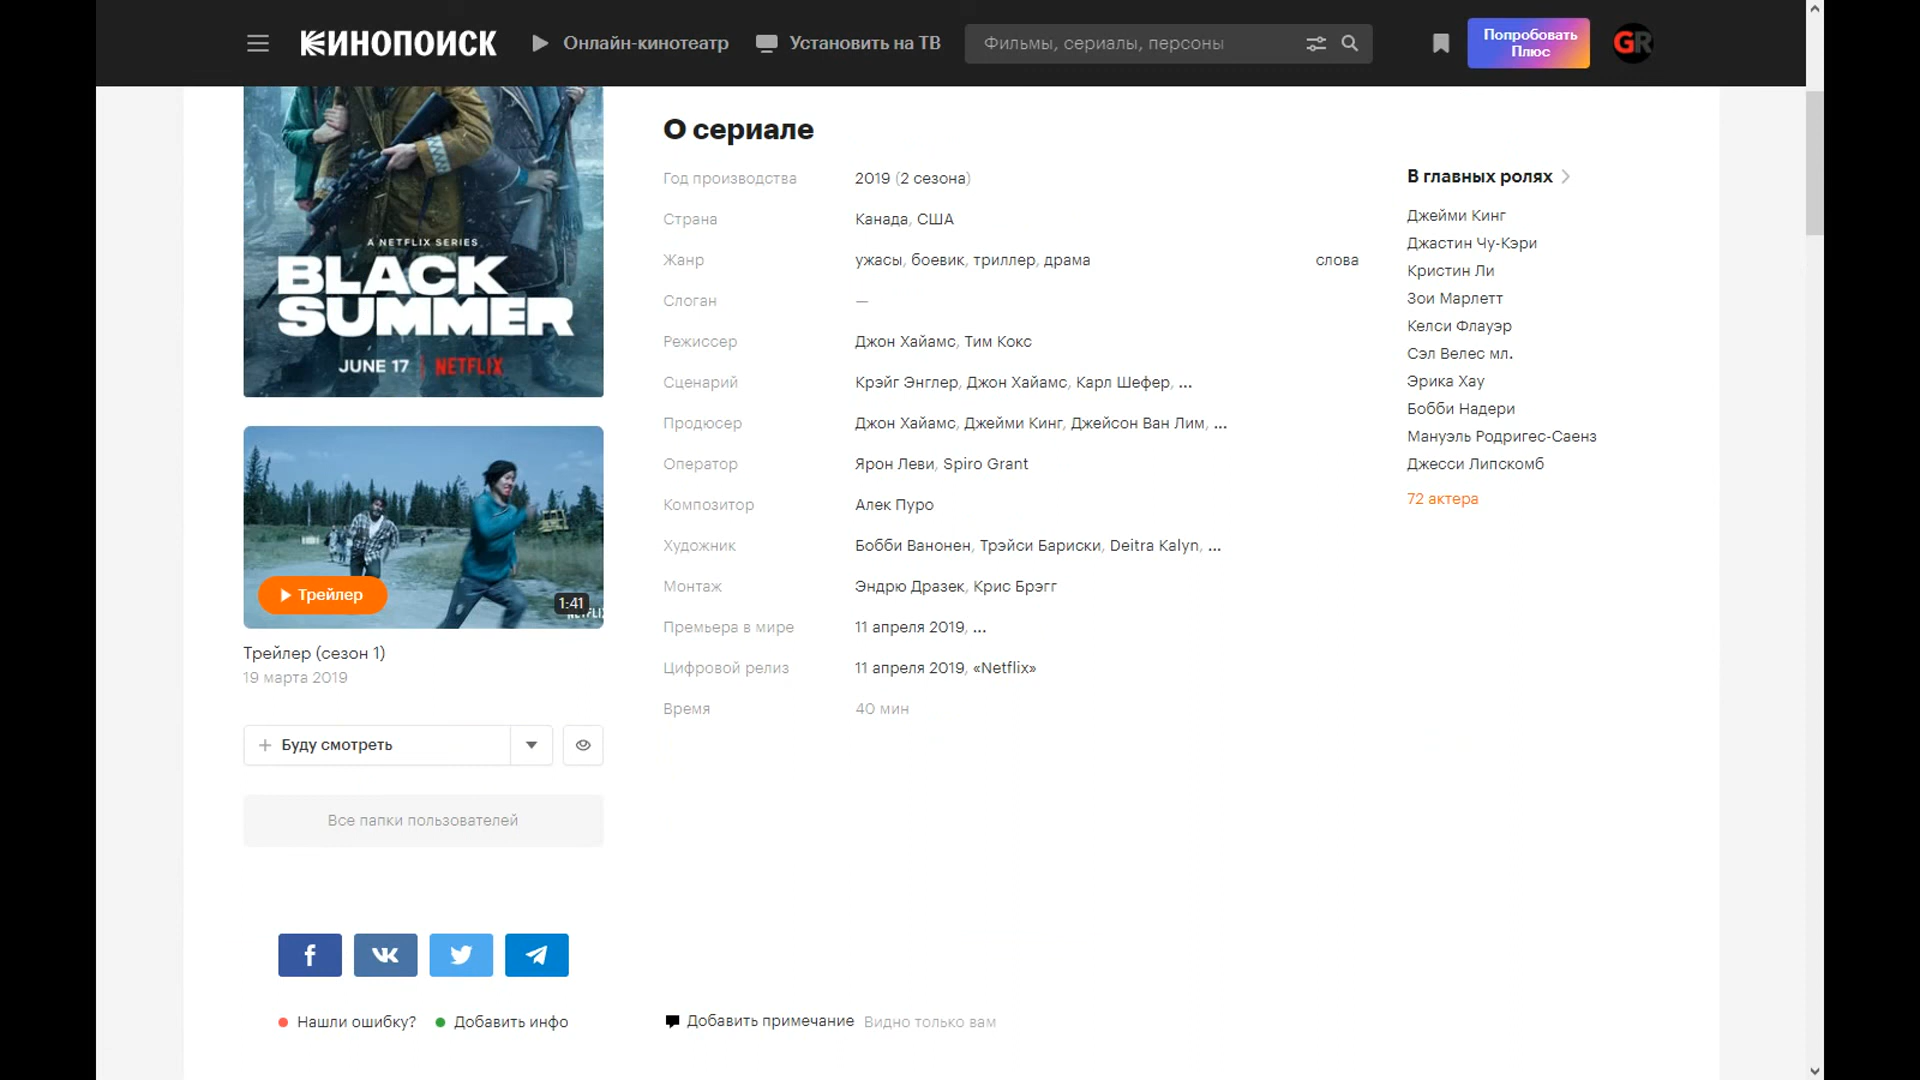 КИНОПОИСК
Онлайн-кинотеатр
Установить на ТВ
Фильмы, сериалы, персоны
Попробовать
Плюс
GR
A NETFLIX SERIES
BLACK
SUMMER
JUNE 17 | NETFLIX
Трейлер
1:41
NETFLIX
Трейлер (сезон 1)
19 марта 2019
Буду смотреть
Все папки пользователей
Нашли ошибку?
Добавить инфо
О сериале
Год производства 2019 (2 сезона)
Страна Канада, США
Жанр ужасы, боевик, триллер, драма слова
Слоган —
Режиссер Джон Хайамс, Тим Кокс
Сценарий Крэйг Энглер, Джон Хайамс, Карл Шефер, ...
Продюсер Джон Хайамс, Джейми Кинг, Джейсон Ван Лим, ...
Оператор Ярон Леви, Spiro Grant
Композитор Алек Пуро
Художник Бобби Ванонен, Трэйси Бариски, Deitra Kalyn, ...
Монтаж Эндрю Дразек, Крис Брэгг
Премьера в мире 11 апреля 2019, ...
Цифровой релиз 11 апреля 2019, «Netflix»
Время 40 мин
Добавить примечание Видно только вам
В главных ролях
Джейми Кинг
Джастин Чу-Кэри
Кристин Ли
Зои Марлетт
Келси Флауэр
Сэл Велес мл.
Эрика Хау
Бобби Надери
Мануэль Родригес-Саенз
Джесси Липскомб
72 актера